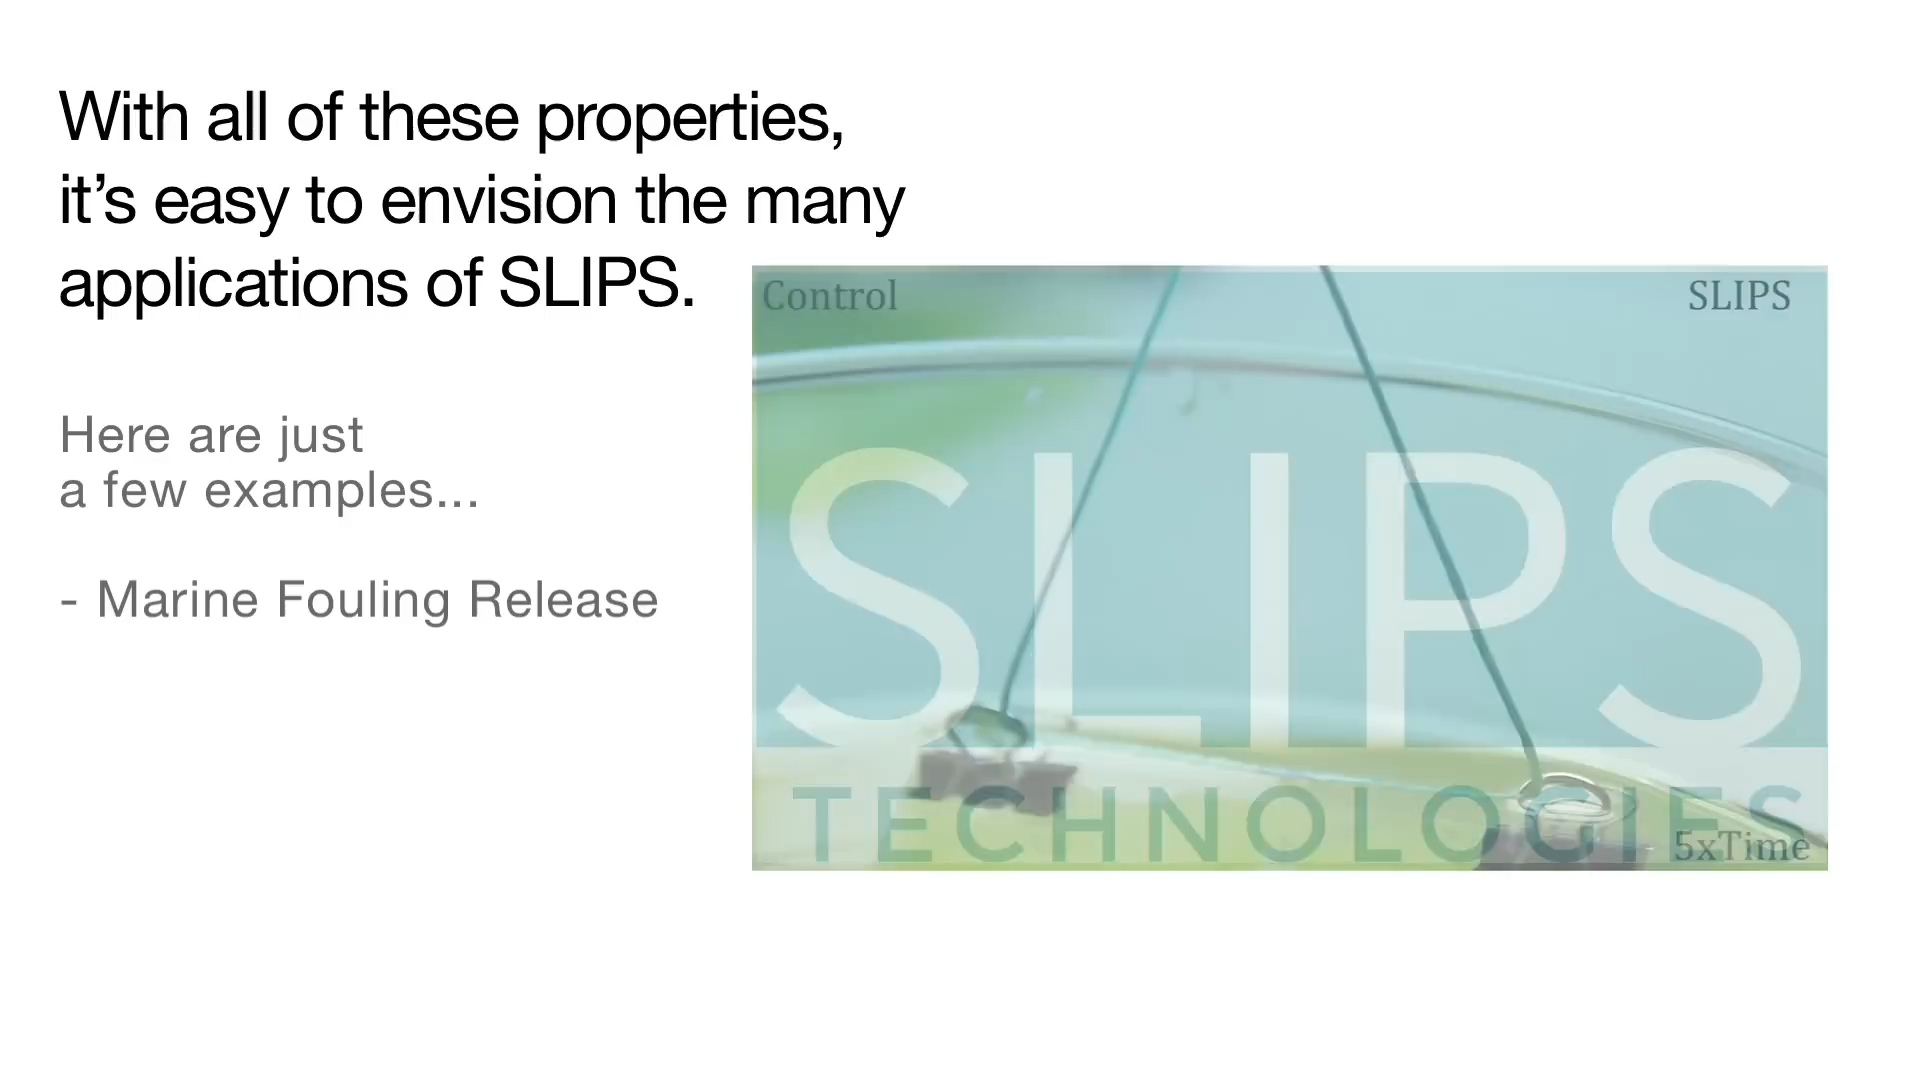 With all of these properties,
it’s easy to envision the many
applications of SLIPS.
Here are just
a few examples...
- Marine Fouling Release
Control
SLIPS
SLIPS
TECHNOLOGIES
5xTime